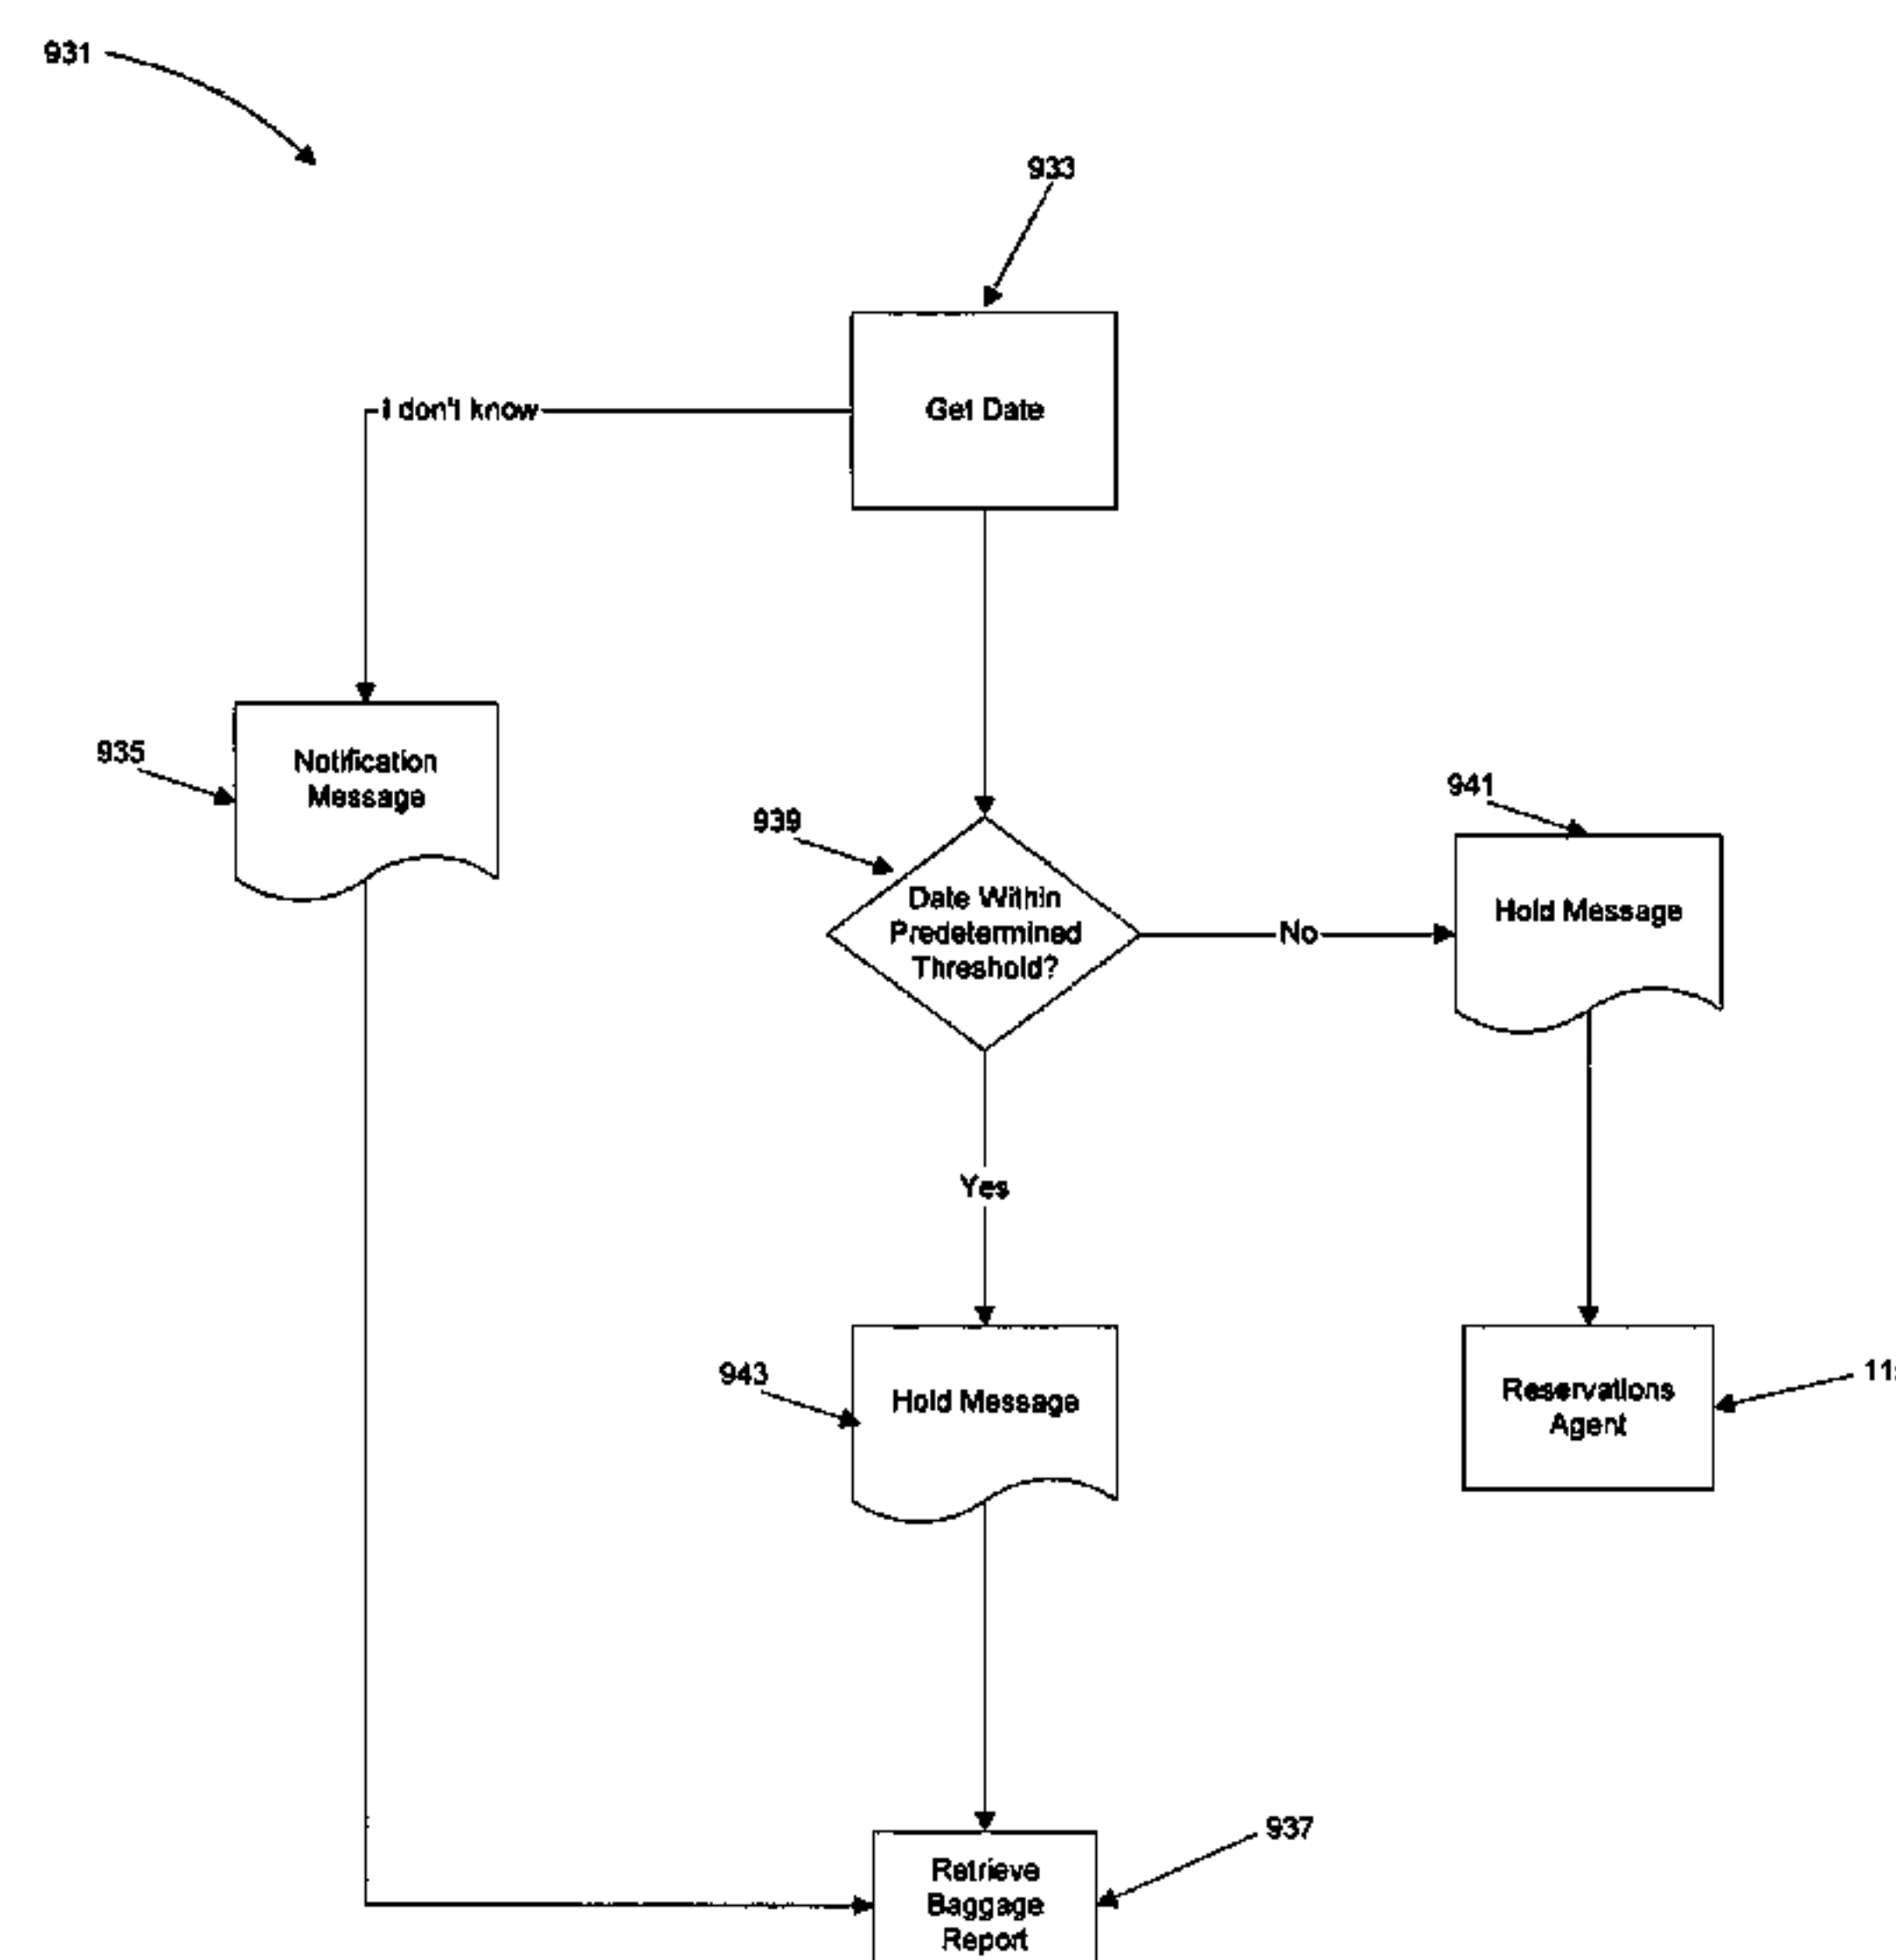 931
933
Get Date
I don't know
935
Notification
Message
939
Date Within
Predetermined
Threshold?
No
941
Hold Message
Yes
943
Hold Message
Reservations
Agent
937
Retrieve
Baggage
Report